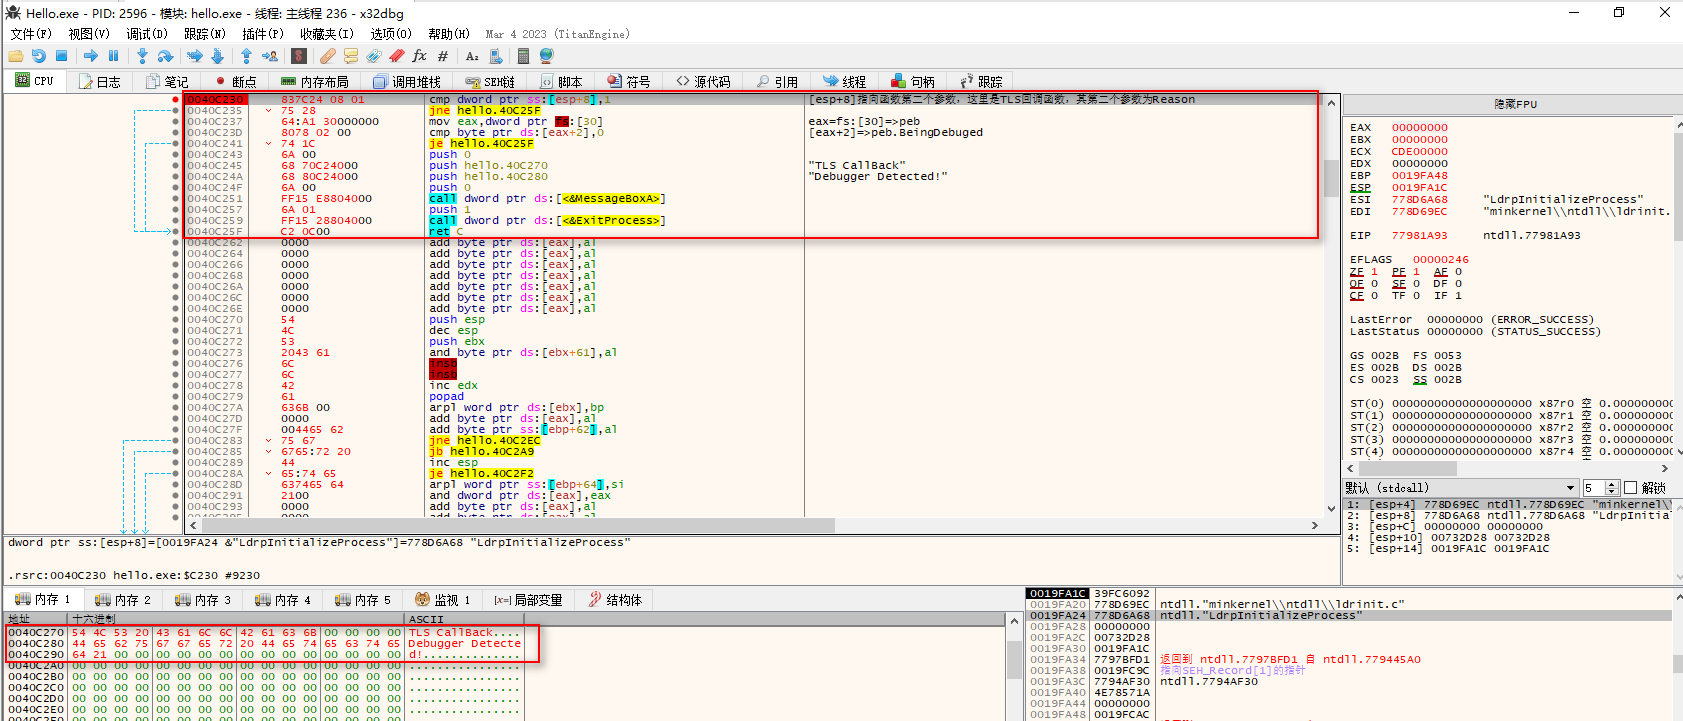 Hello.exe - PID: 2596 - 模块: hello.exe - 线程: 主线程 236 - x32dbg
文件(F) 视图(V) 调试(D) 跟踪(N) 插件(P) 收藏夹(I) 选项(O) 帮助(H) Mar 4 2023 (TitanEngine)
CPU 日志 笔记 断点 内存布局 调用堆栈 SEH链 脚本 符号 源代码 引用 线程 句柄 跟踪
0040C230 837C24 08 01 cmp dword ptr ss:[esp+8],1 [esp+8]指向函数第二个参数，这里是TLS回调函数，其第二个参数为Reason
0040C235 75 28 jne hello.40C25F
0040C237 64:A1 30000000 mov eax,dword ptr fs:[30] eax=fs:[30]=>peb
0040C23D 8078 02 00 cmp byte ptr ds:[eax+2],0 [eax+2]=>peb.BeingDebuged
0040C241 74 1C je hello.40C25F
0040C243 6A 00 push 0
0040C245 68 70C24000 push hello.40C270 "TLS CallBack"
0040C24A 68 80C24000 push hello.40C280 "Debugger Detected!"
0040C24F 6A 00 push 0
0040C251 FF15 E8804000 call dword ptr ds:[<&MessageBoxA>]
0040C257 6A 01 push 1
0040C259 FF15 28804000 call dword ptr ds:[<&ExitProcess>]
0040C25F C2 0C00 ret C
0040C262 0000 add byte ptr ds:[eax],al
0040C264 0000 add byte ptr ds:[eax],al
0040C266 0000 add byte ptr ds:[eax],al
0040C268 0000 add byte ptr ds:[eax],al
0040C26A 0000 add byte ptr ds:[eax],al
0040C26C 0000 add byte ptr ds:[eax],al
0040C26E 0000 add byte ptr ds:[eax],al
0040C270 54 push esp
0040C271 4C dec esp
0040C272 53 push ebx
0040C273 2043 61 and byte ptr ds:[ebx+61],al
0040C276 6C insb
0040C277 6C insb
0040C278 42 inc edx
0040C279 61 popad
0040C27A 636B 00 arpl word ptr ds:[ebx],bp
0040C27D 0000 add byte ptr ds:[eax],al
0040C27F 004465 62 add byte ptr ss:[ebp+62],al
0040C283 75 67 jne hello.40C2EC
0040C285 6765:72 20 jb hello.40C2A9
0040C289 44 inc esp
0040C28A 65:74 65 je hello.40C2F2
0040C28D 637465 64 arpl word ptr ss:[ebp+64],si
0040C291 2100 and dword ptr ds:[eax],eax
0040C293 0000 add byte ptr ds:[eax],al
0040C295 0000 add byte ptr ds:[eax],al
隐藏FPU
EAX 00000000
EBX 00000000
ECX CDE00000
EDX 00000000
EBP 0019FA48
ESP 0019FA1C
ESI 778D6A68 "LdrpInitializeProcess"
EDI 778D69EC "minkernel\\ntdll\\ldrinit.
EIP 77981A93 ntdll.77981A93
EFLAGS 00000246
ZF 1 PF 1 AF 0
OF 0 SF 0 DF 0
CF 0 TF 0 IF 1
LastError 00000000 (ERROR_SUCCESS)
LastStatus 00000000 (STATUS_SUCCESS)
GS 002B FS 0053
ES 002B DS 002B
CS 0023 SS 002B
ST(0) 00000000000000000000 x87r0 空 0.000000000
ST(1) 00000000000000000000 x87r1 空 0.000000000
ST(2) 00000000000000000000 x87r2 空 0.000000000
ST(3) 00000000000000000000 x87r3 空 0.000000000
ST(4) 00000000000000000000 x87r4 空 0.000000000
默认 (stdcall) 5 解锁
1: [esp+4] 778D69EC ntdll.778D69EC "minkernel\
2: [esp+8] 778D6A68 ntdll.778D6A68 "LdrpInitia
3: [esp+C] 00000000 00000000
4: [esp+10] 00732D28 00732D28
5: [esp+14] 0019FA1C 0019FA1C
dword ptr ss:[esp+8]=[0019FA24 &"LdrpInitializeProcess"]=778D6A68 "LdrpInitializeProcess"
.rsrc:0040C230 hello.exe:$C230 #9230
内存 1 内存 2 内存 3 内存 4 内存 5 监视 1 [x=]局部变量 结构体
地址 十六进制 ASCII
0040C270 54 4C 53 20 43 61 6C 6C 42 61 63 6B 00 00 00 00 TLS CallBack....
0040C280 44 65 62 75 67 67 65 72 20 44 65 74 65 63 74 65 Debugger Detecte
0040C290 64 21 00 00 00 00 00 00 00 00 00 00 00 00 00 00 d!..............
0040C2A0 00 00 00 00 00 00 00 00 00 00 00 00 00 00 00 00 ................
0040C2B0 00 00 00 00 00 00 00 00 00 00 00 00 00 00 00 00 ................
0040C2C0 00 00 00 00 00 00 00 00 00 00 00 00 00 00 00 00 ................
0040C2D0 00 00 00 00 00 00 00 00 00 00 00 00 00 00 00 00 ................
0040C2E0 00 00 00 00 00 00 00 00 00 00 00 00 00 00 00 00 ................
0019FA1C 39FC6092
0019FA20 778D69EC ntdll."minkernel\\ntdll\\ldrinit.c"
0019FA24 778D6A68 ntdll."LdrpInitializeProcess"
0019FA28 00000000
0019FA2C 00732D28
0019FA30 0019FA1C
0019FA34 7797BFD1 返回到 ntdll.7797BFD1 自 ntdll.779445A0
0019FA38 0019FC9C 指向SEH_Record[1]的指针
0019FA3C 7794AF30 ntdll.7794AF30
0019FA40 4E78571A
0019FA44 00000000
0019FA48 0019FCAC